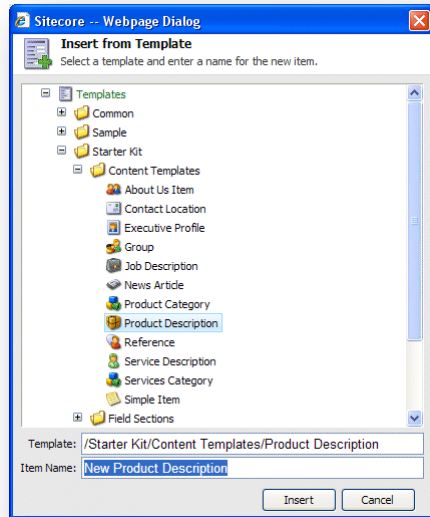 Sitecore -- Webpage Dialog
Insert from Template
Select a template and enter a name for the new item.
Templates
Common
Sample
Starter Kit
Content Templates
About Us Item
Contact Location
Executive Profile
Group
Job Description
News Article
Product Category
Product Description
Reference
Service Description
Services Category
Simple Item
Field Sections
Template: /Starter Kit/Content Templates/Product Description
Item Name: New Product Description
Insert Cancel